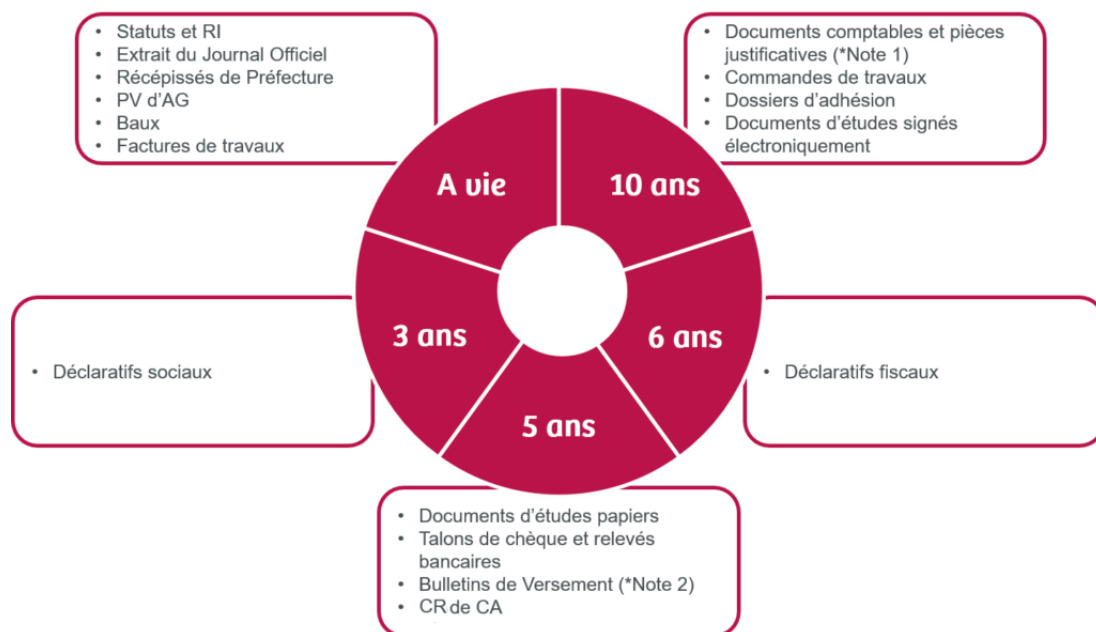 • Statuts et RI
• Extrait du Journal Officiel
• Récépissés de Préfecture
• PV d'AG
• Baux
• Factures de travaux
• Documents comptables et pièces
justificatives (*Note 1)
• Commandes de travaux
• Dossiers d'adhésion
• Documents d'études signés
électroniquement
A vie
10 ans
3 ans
6 ans
5 ans
• Déclaratifs sociaux
• Déclaratifs fiscaux
• Documents d'études papiers
• Talons de chèque et relevés
bancaires
• Bulletins de Versement (*Note 2)
• CR de CA